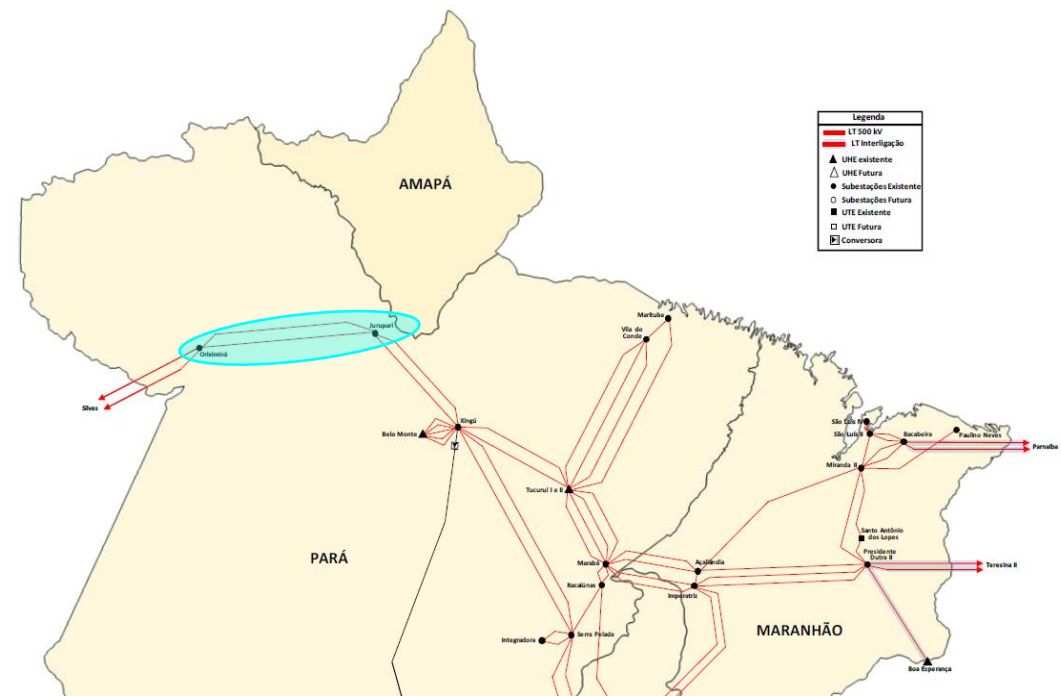 Legenda
LT 500 kV
LT Interligação
UHE existente
UHE Futura
Subestações Existente
Subestações Futura
UTE Existente
UTE Futura
Conversora
AMAPÁ
Marituba
Vila do
Conde
Jurupari
Oriximiná
Silves
Xingú
Belo Monte
São Luís IV
São Luís II
Bacabeira
Paulino Neves
Parnaíba
Miranda II
Tucuruí I e II
Santo Antônio
dos Lopes
Presidente
Dutra II
Teresina II
PARÁ
Marabá
Açailândia
Itacaiúnas
Imperatriz
MARANHÃO
Integradora
Serra Pelada
Boa Esperança